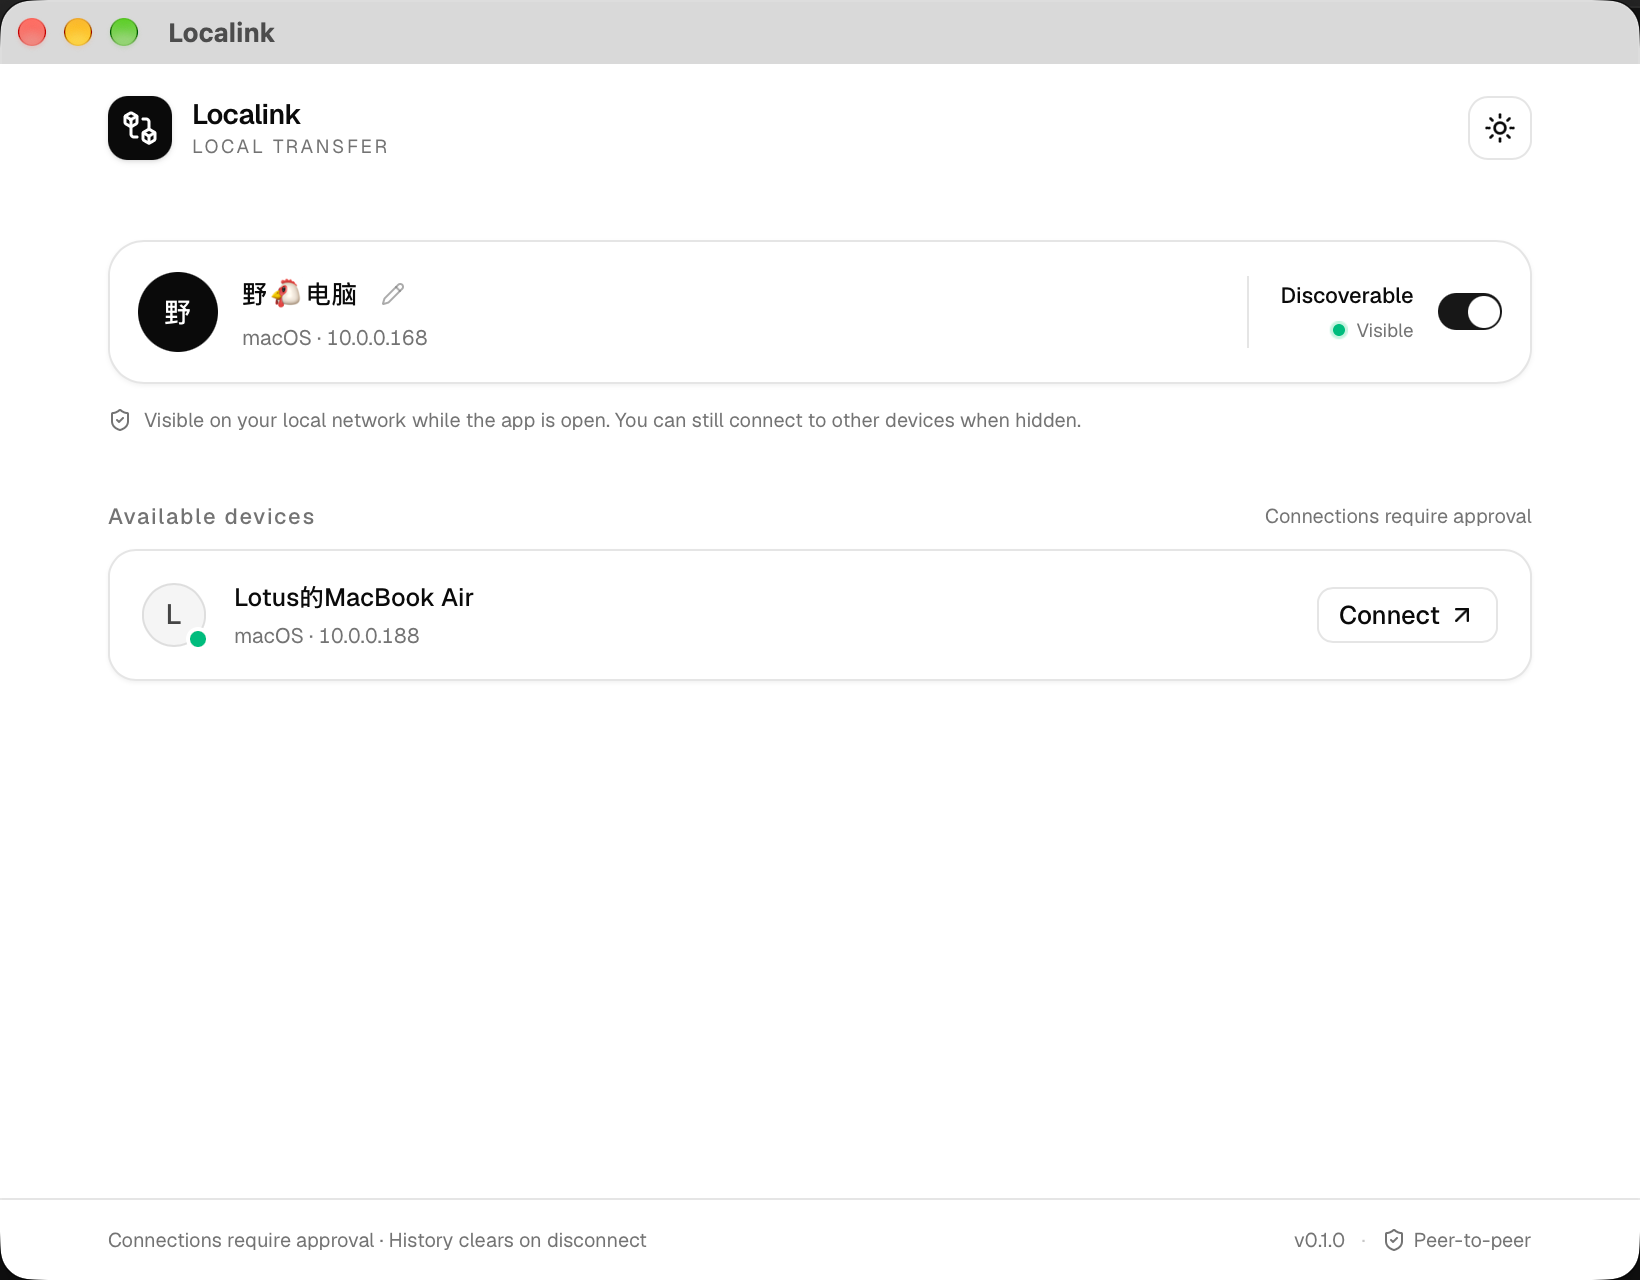 Localink
Localink
LOCAL TRANSFER
野
野🐔电脑
macOS · 10.0.0.168
Discoverable
Visible
Visible on your local network while the app is open. You can still connect to other devices when hidden.
Available devices
Connections require approval
L
Lotus的MacBook Air
macOS · 10.0.0.188
Connect
Connections require approval · History clears on disconnect
v0.1.0 · Peer-to-peer